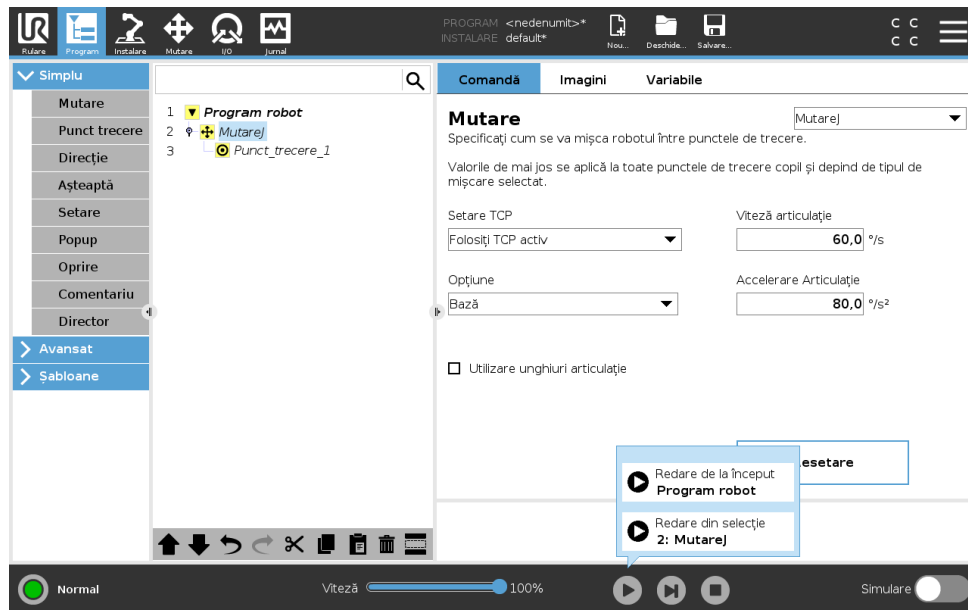 UR
Rulare
Program
Instalare
Mutare
I/O
Jurnal
PROGRAM <nedenumit>*
INSTALARE default*
Nou...
Deschide...
Salvare...
C C
C C
Simplu
Mutare
Punct trecere
Direcție
Așteaptă
Setare
Popup
Oprire
Comentariu
Director
Avansat
Șabloane
1 Program robot
2 MutareJ
3 Punct_trecere_1
Comandă
Imagini
Variabile
Mutare
MutareJ
Specificați cum se va mișca robotul între punctele de trecere.
Valorile de mai jos se aplică la toate punctele de trecere copil și depind de tipul de
mișcare selectat.
Setare TCP
Viteză articulație
Folosiți TCP activ
60,0 °/s
Opțiune
Accelerare Articulație
Bază
80,0 °/s²
Utilizare unghiuri articulație
esetare
Redare de la început
Program robot
Redare din selecție
2: MutareJ
Normal
Viteză
100%
Simulare